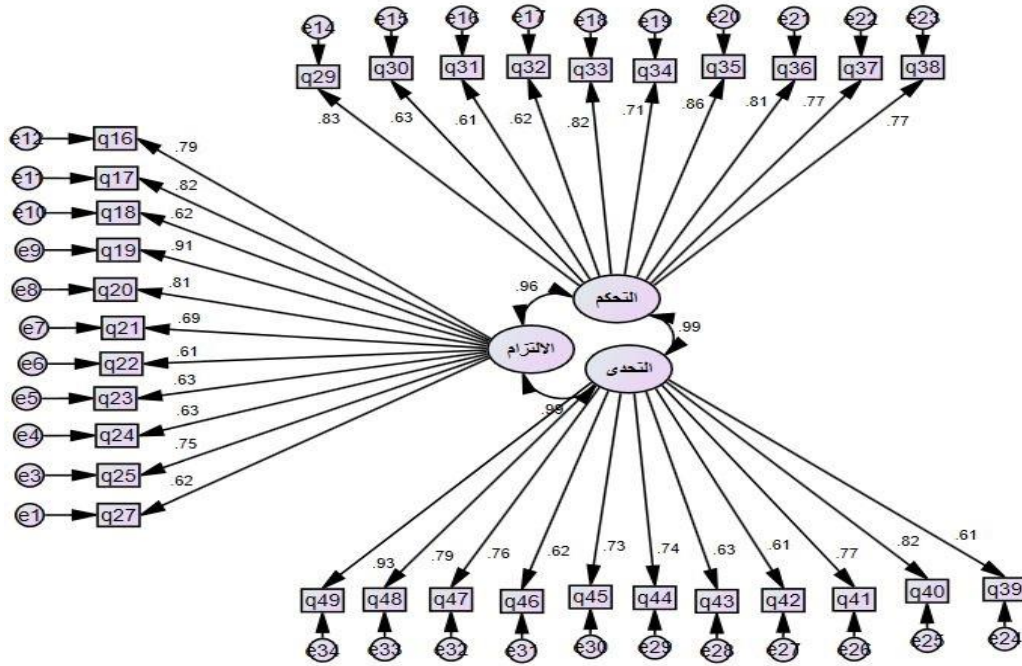 e14 e15 e16 e17 e18 e19 e20 e21 e22 e23
q29 q30 q31 q32 q33 q34 q35 q36 q37 q38
.83 .63 .61 .62 .82 .71 .86 .81 .77 .77
e12 q16 .79
e11 q17 .82
e10 q18 .62
e9 q19 .91
e8 q20 .81
e7 q21 .69
e6 q22 .61
e5 q23 .63
e4 q24 .63
e3 q25 .75
e1 q27 .62
.96 التحكم
.99
الالتزام
التحدى
.99
.93 .79 .76 .62 .73 .74 .63 .61 .77 .82 .61
q49 q48 q47 q46 q45 q44 q43 q42 q41 q40 q39
e34 e33 e32 e31 e30 e29 e28 e27 e26 e25 e24